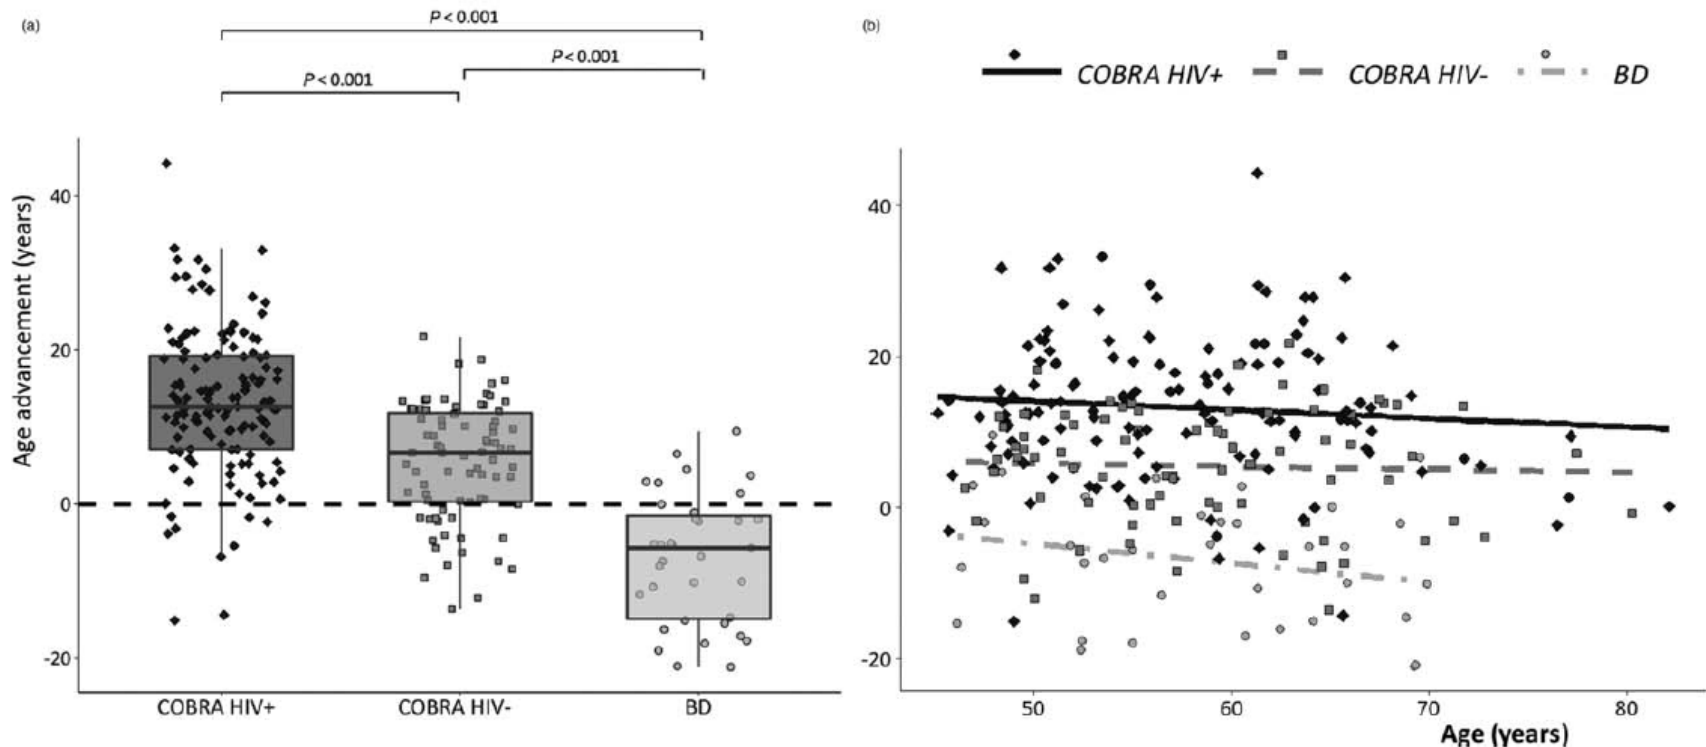 (a)
P < 0.001
P < 0.001
P < 0.001
Age advancement (years)
40
20
0
-20
COBRA HIV+ COBRA HIV- BD
(b)
COBRA HIV+ COBRA HIV- BD
40
20
0
-20
50 60 70 80
Age (years)